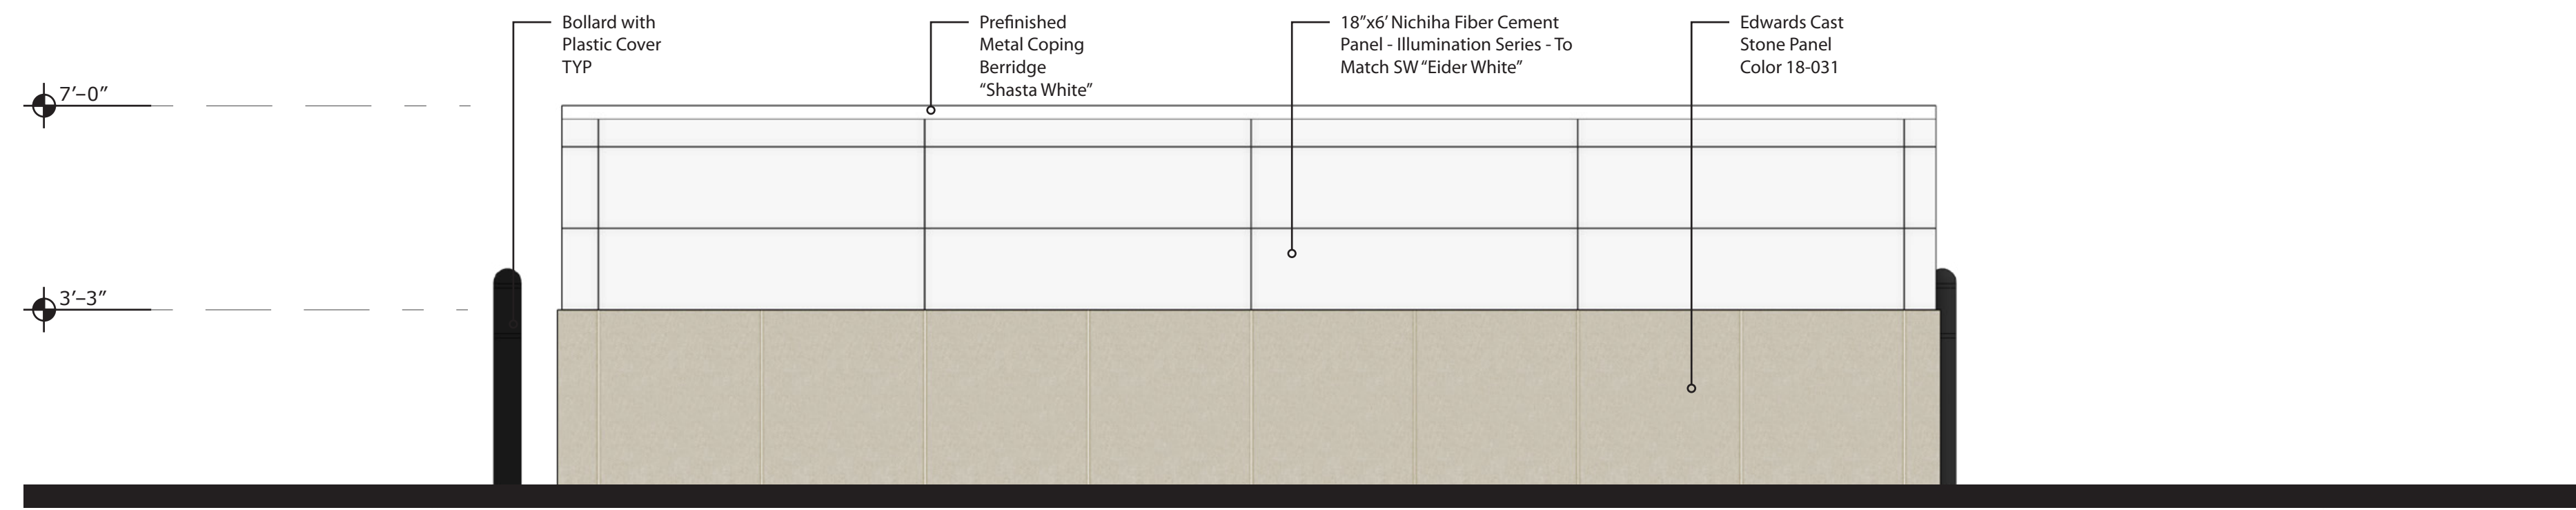 Bollard with
Plastic Cover
TYP
Prefinished
Metal Coping
Berridge
“Shasta White”
18”x6’ Nichiha Fiber Cement
Panel - Illumination Series - To
Match SW “Eider White”
Edwards Cast
Stone Panel
Color 18-031
7’–0”
3’–3”